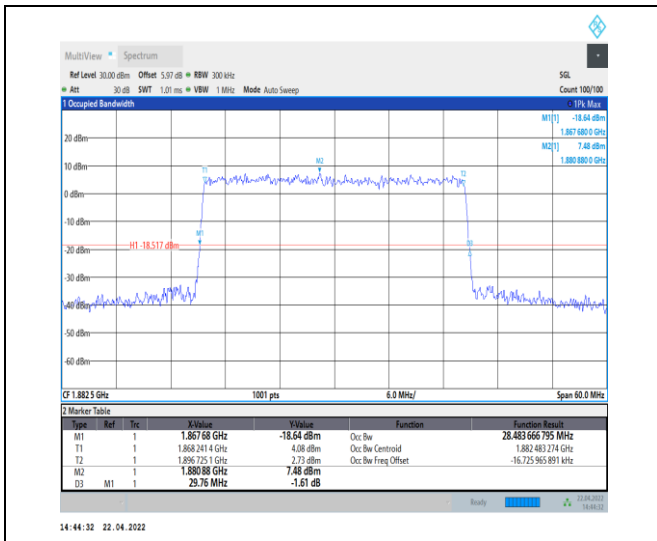 MultiView Spectrum
Ref Level 30.00 dBm Offset 5.97 dB RBW 300 kHz SGL
Att 30 dB SWT 1.01 ms VBW 1 MHz Mode Auto Sweep Count 100/100
1 Occupied Bandwidth 1Pk Max
M1[1] -18.64 dBm
1.867 680 0 GHz
20 dBm
M2[1] 7.48 dBm
1.880 880 0 GHz
10 dBm
T1 M2 T2
0 dBm
-10 dBm
M1
H1 -18.517 dBm D3
-20 dBm
-30 dBm
-40 dBm
-50 dBm
-60 dBm
CF 1.882 5 GHz 1001 pts 6.0 MHz/ Span 60.0 MHz
2 Marker Table
Type Ref Trc X-Value Y-Value Function Function Result
M1 1 1.867 68 GHz -18.64 dBm Occ Bw 28.483 666 795 MHz
T1 1 1.868 241 4 GHz 4.08 dBm Occ Bw Centroid 1.882 483 274 GHz
T2 1 1.896 725 1 GHz 2.73 dBm Occ Bw Freq Offset -16.725 965 891 kHz
M2 1 1.880 88 GHz 7.48 dBm
D3 M1 1 29.76 MHz -1.61 dB
Ready 22.04.2022
14:44:32
14:44:32 22.04.2022